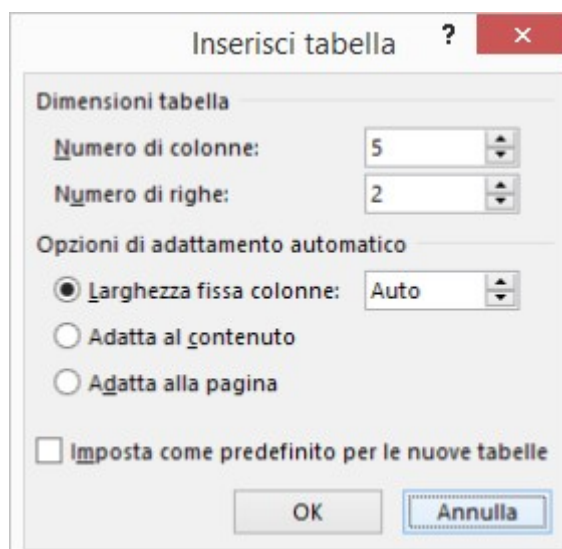 Inserisci tabella ? ×
Dimensioni tabella
Numero di colonne: 5
Numero di righe: 2
Opzioni di adattamento automatico
Larghezza fissa colonne: Auto
Adatta al contenuto
Adatta alla pagina
Imposta come predefinito per le nuove tabelle
OK Annulla